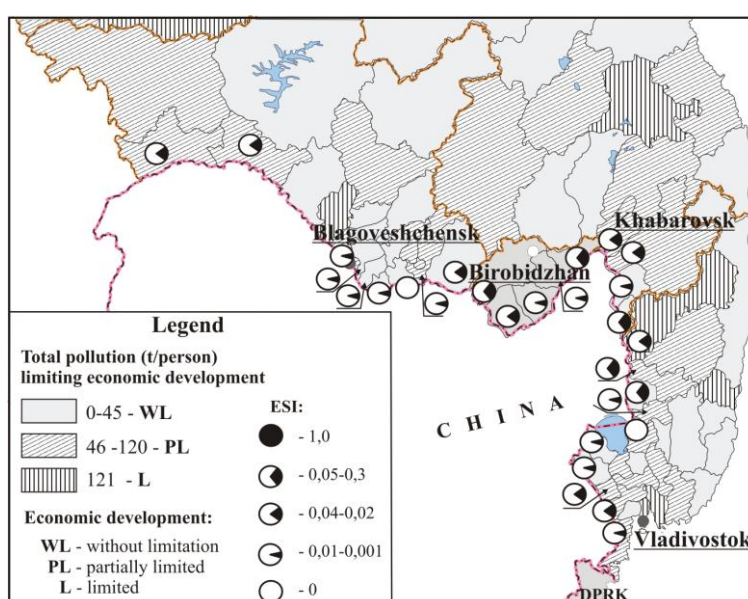 Khabarovsk
Blagoveshchensk
Birobidzhan
CHINA
Vladivostok
DPRK
Legend
Total pollution (t/person)
limiting economic development
0-45 - WL
46 -120 - PL
121 - L
Economic development:
WL - without limitation
PL - partially limited
L - limited
ESI:
- 1,0
- 0,05-0,3
- 0,04-0,02
- 0,01-0,001
- 0